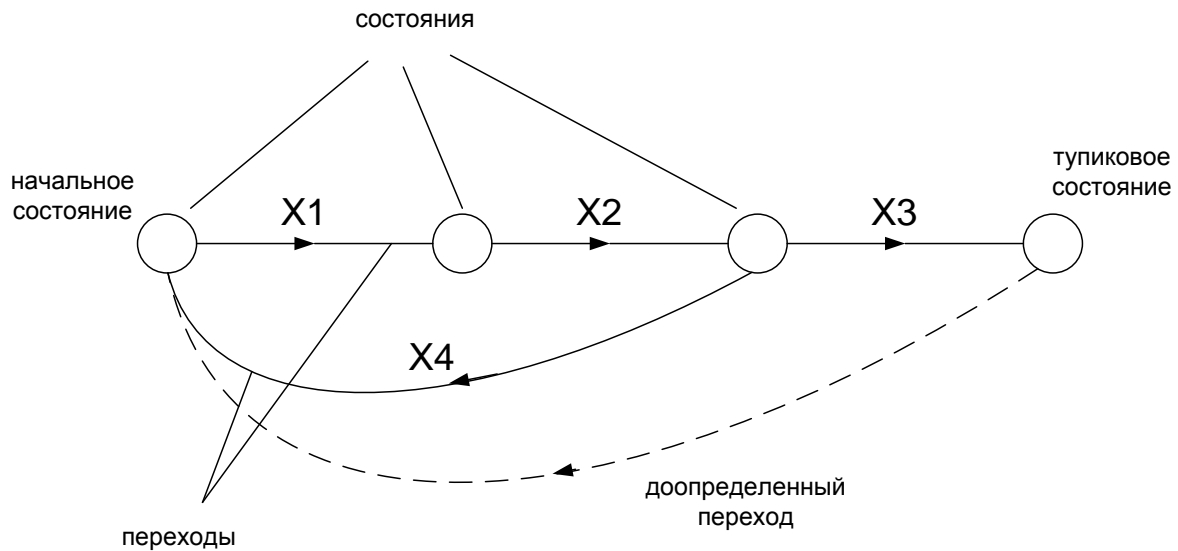 состояния
начальное
состояние
X1
X2
X3
тупиковое
состояние
X4
доопределенный
переход
переходы